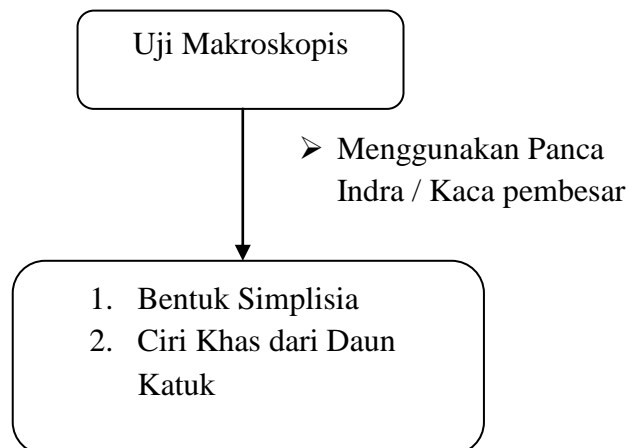 Uji Makroskopis
➢ Menggunakan Panca
Indra / Kaca pembesar
1. Bentuk Simplisia
2. Ciri Khas dari Daun
Katuk